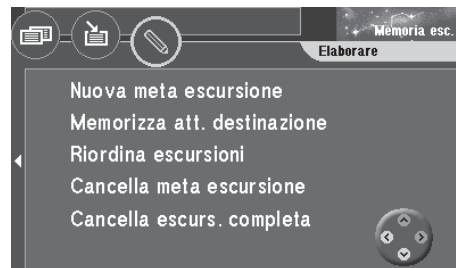 Memoria esc.
Elaborare
Nuova meta escursione
Memorizza att. destinazione
Riordina escursioni
Cancella meta escursione
Cancella escurs. completa